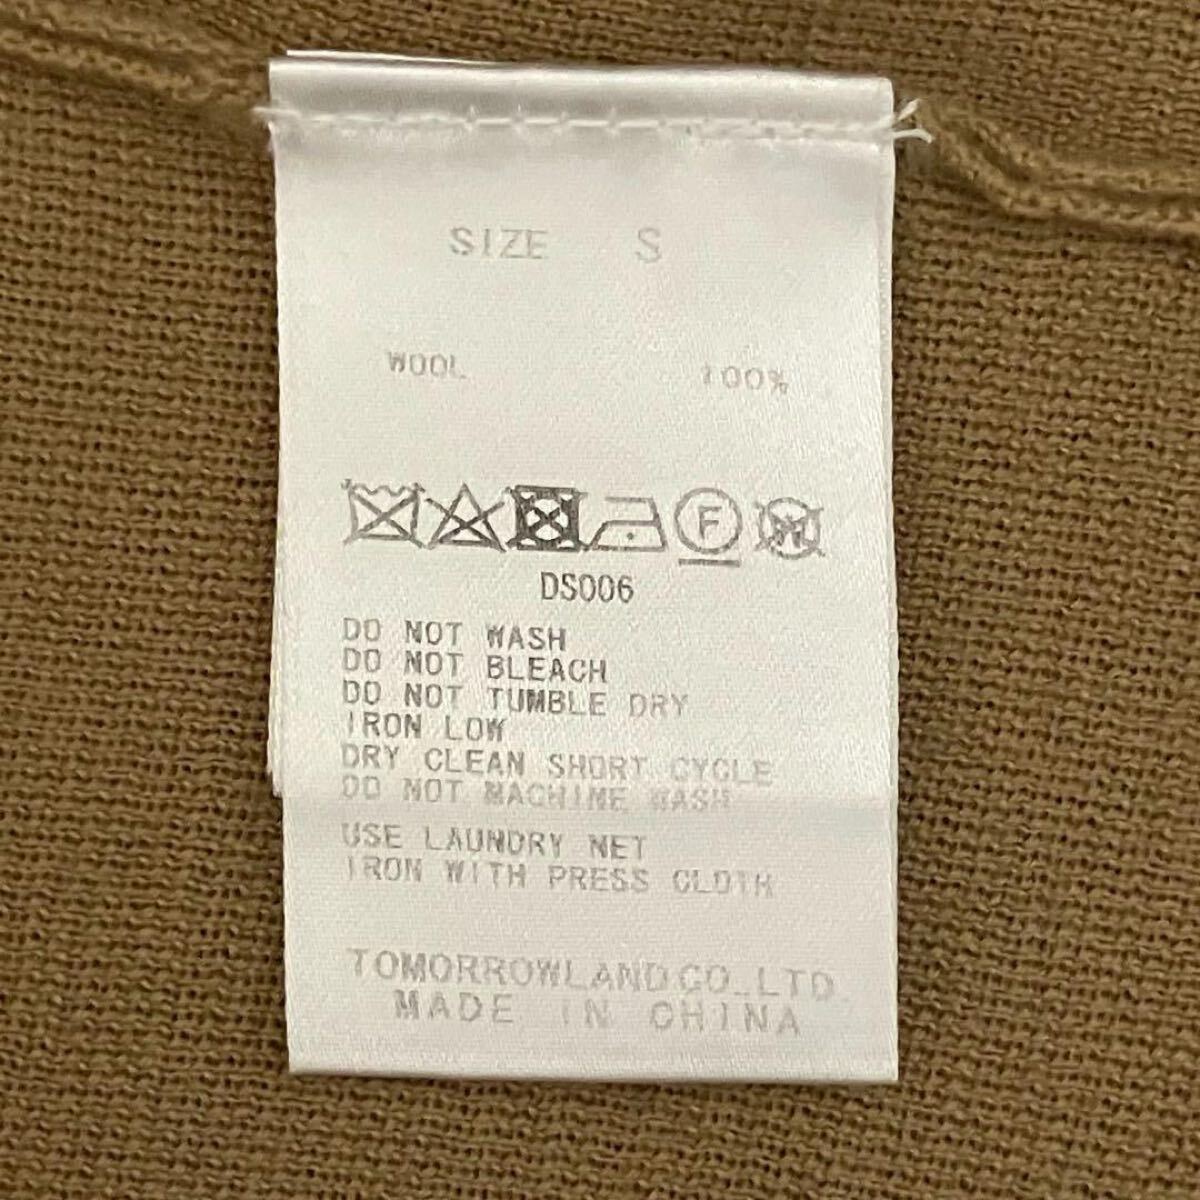 SIZE S
WOOL 100%
F W
DS006
DO NOT WASH
DO NOT BLEACH
DO NOT TUMBLE DRY
IRON LOW
DRY CLEAN SHORT CYCLE
DO NOT MACHINE WASH
USE LAUNDRY NET
IRON WITH PRESS CLOTH
TOMORROWLAND CO.,LTD
MADE IN CHINA